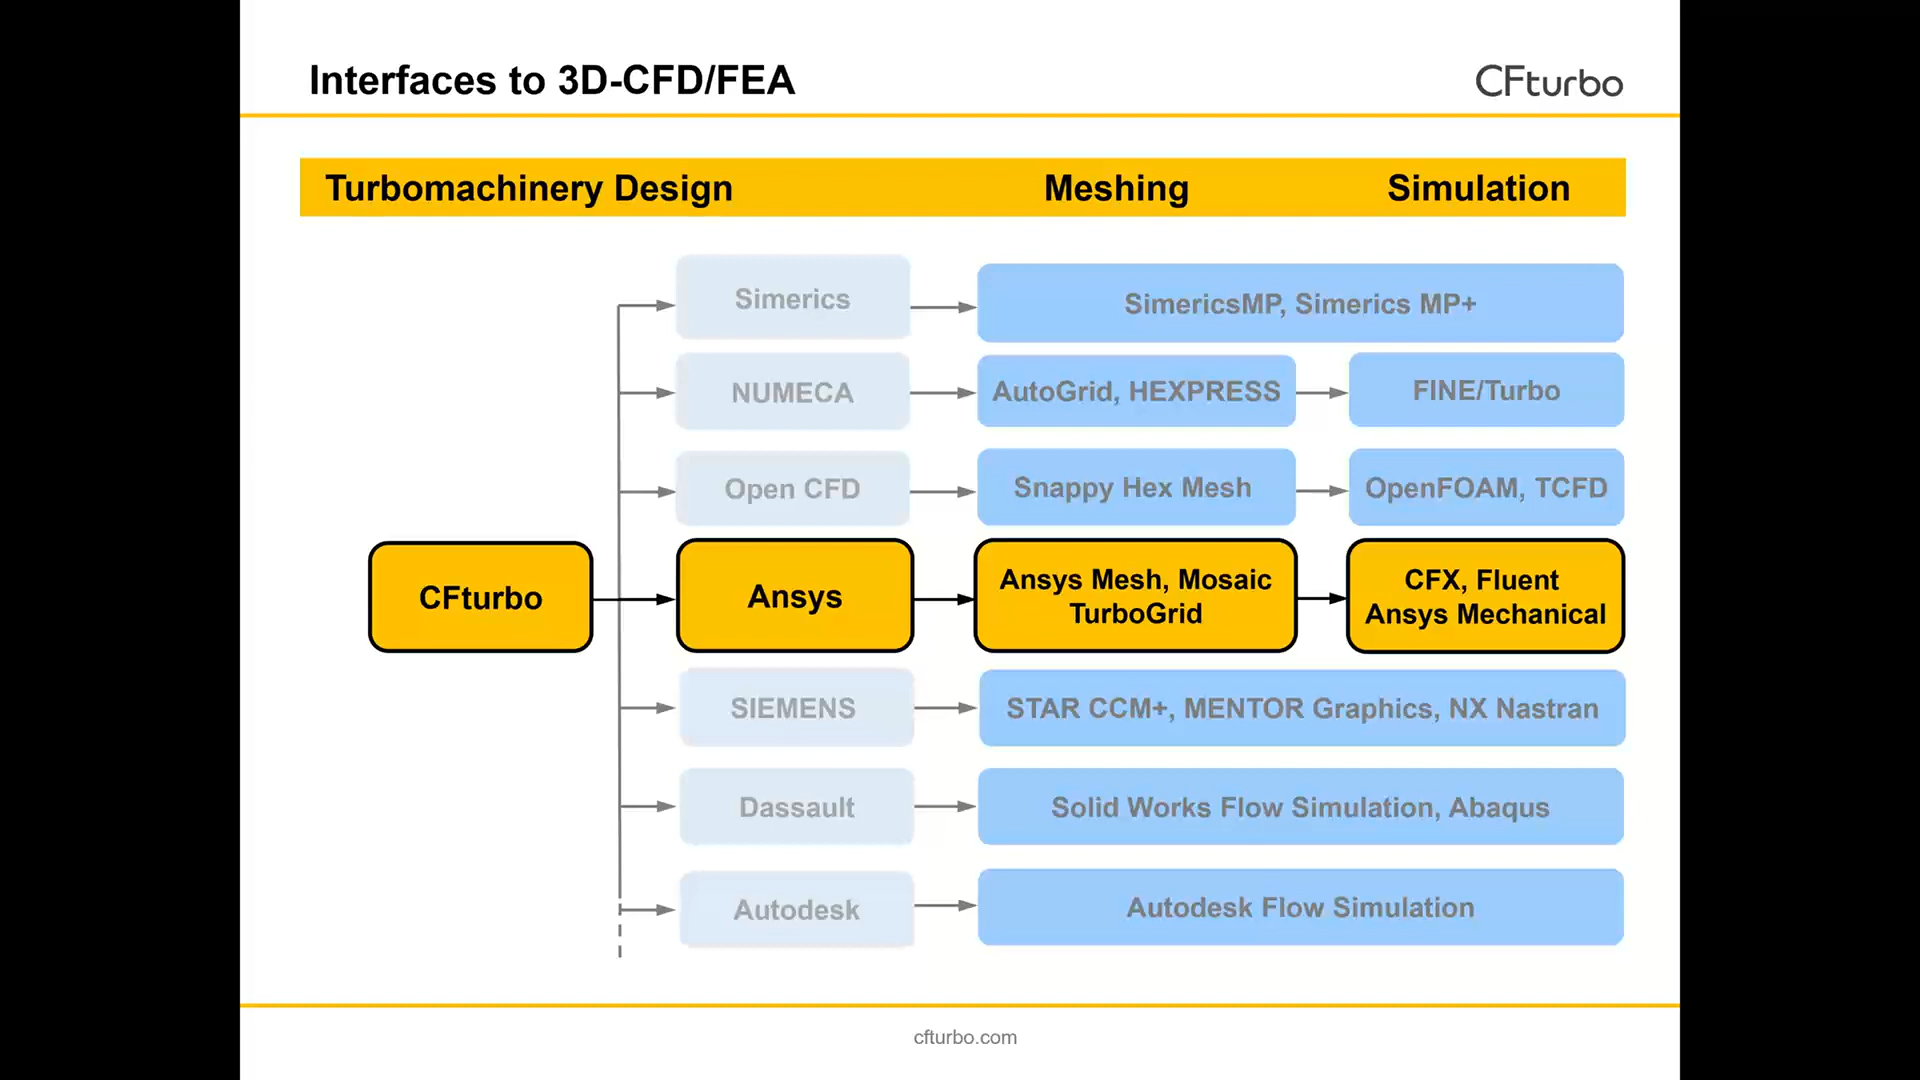 Interfaces to 3D-CFD/FEA
CFturbo
Turbomachinery Design
Meshing
Simulation
Simerics
SimericsMP, Simerics MP+
NUMECA
AutoGrid, HEXPRESS
FINE/Turbo
Open CFD
Snappy Hex Mesh
OpenFOAM, TCFD
CFturbo
Ansys
Ansys Mesh, Mosaic
TurboGrid
CFX, Fluent
Ansys Mechanical
SIEMENS
STAR CCM+, MENTOR Graphics, NX Nastran
Dassault
Solid Works Flow Simulation, Abaqus
Autodesk
Autodesk Flow Simulation
cfturbo.com